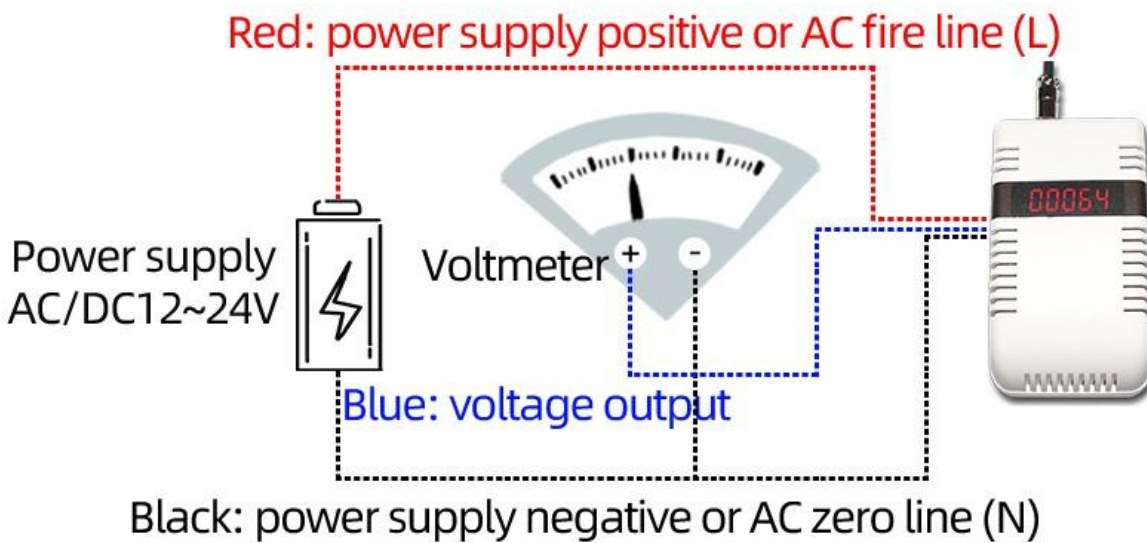 Red: power supply positive or AC fire line (L)
00064
Power supply
AC/DC12~24V
Voltmeter
+ -
Blue: voltage output
Black: power supply negative or AC zero line (N)